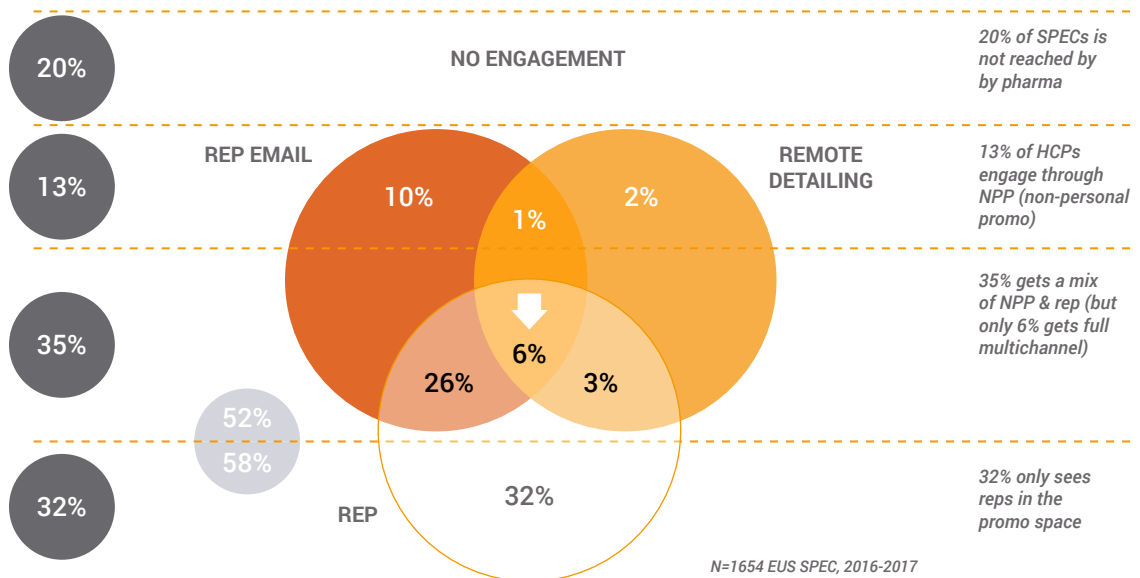 20%
NO ENGAGEMENT
20% of SPECs is
not reached by
by pharma
13%
REP EMAIL
10%
1%
2%
REMOTE
DETAILING
13% of HCPs
engage through
NPP (non-personal
promo)
35%
26%
6%
3%
35% gets a mix
of NPP & rep (but
only 6% gets full
multichannel)
52%
58%
32%
REP
32%
32% only sees
reps in the
promo space
N=1654 EUS SPEC, 2016-2017